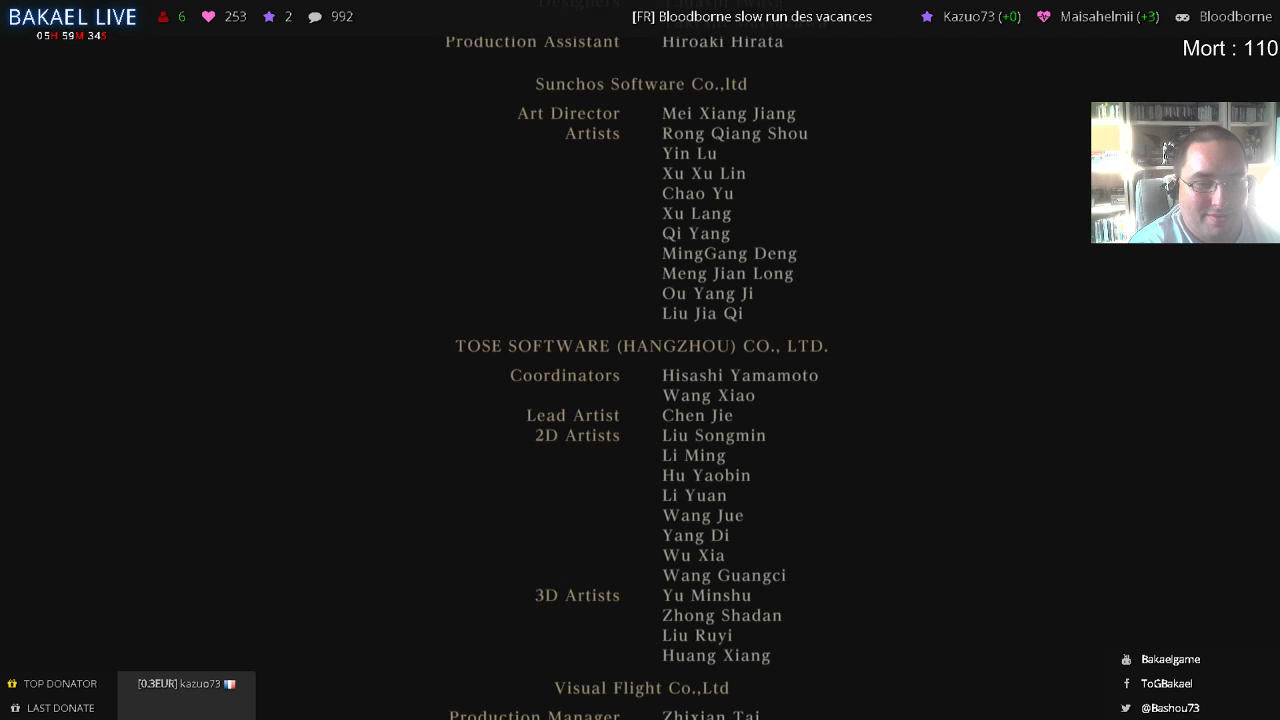 BAKAEL LIVE 6 253 2 992 [FR] Bloodborne slow run des vacances Kazuo73 (+0) Maisahelmii (+3) Bloodborne
05H 59M 34S
Mort : 110
Production Assistant Hiroaki Hirata
Sunchos Software Co.,ltd
Art Director Mei Xiang Jiang
Artists Rong Qiang Shou
Yin Lu
Xu Xu Lin
Chao Yu
Xu Lang
Qi Yang
MingGang Deng
Meng Jian Long
Ou Yang Ji
Liu Jia Qi
TOSE SOFTWARE (HANGZHOU) CO., LTD.
Coordinators Hisashi Yamamoto
Wang Xiao
Lead Artist Chen Jie
2D Artists Liu Songmin
Li Ming
Hu Yaobin
Li Yuan
Wang Jue
Yang Di
Wu Xia
Wang Guangci
3D Artists Yu Minshu
Zhong Shadan
Liu Ruyi
Huang Xiang
Visual Flight Co.,Ltd
Production Manager Zhixian Tai
TOP DONATOR [0.3EUR] kazuo73
LAST DONATE
Bakaelgame
ToGBakael
@Bashou73